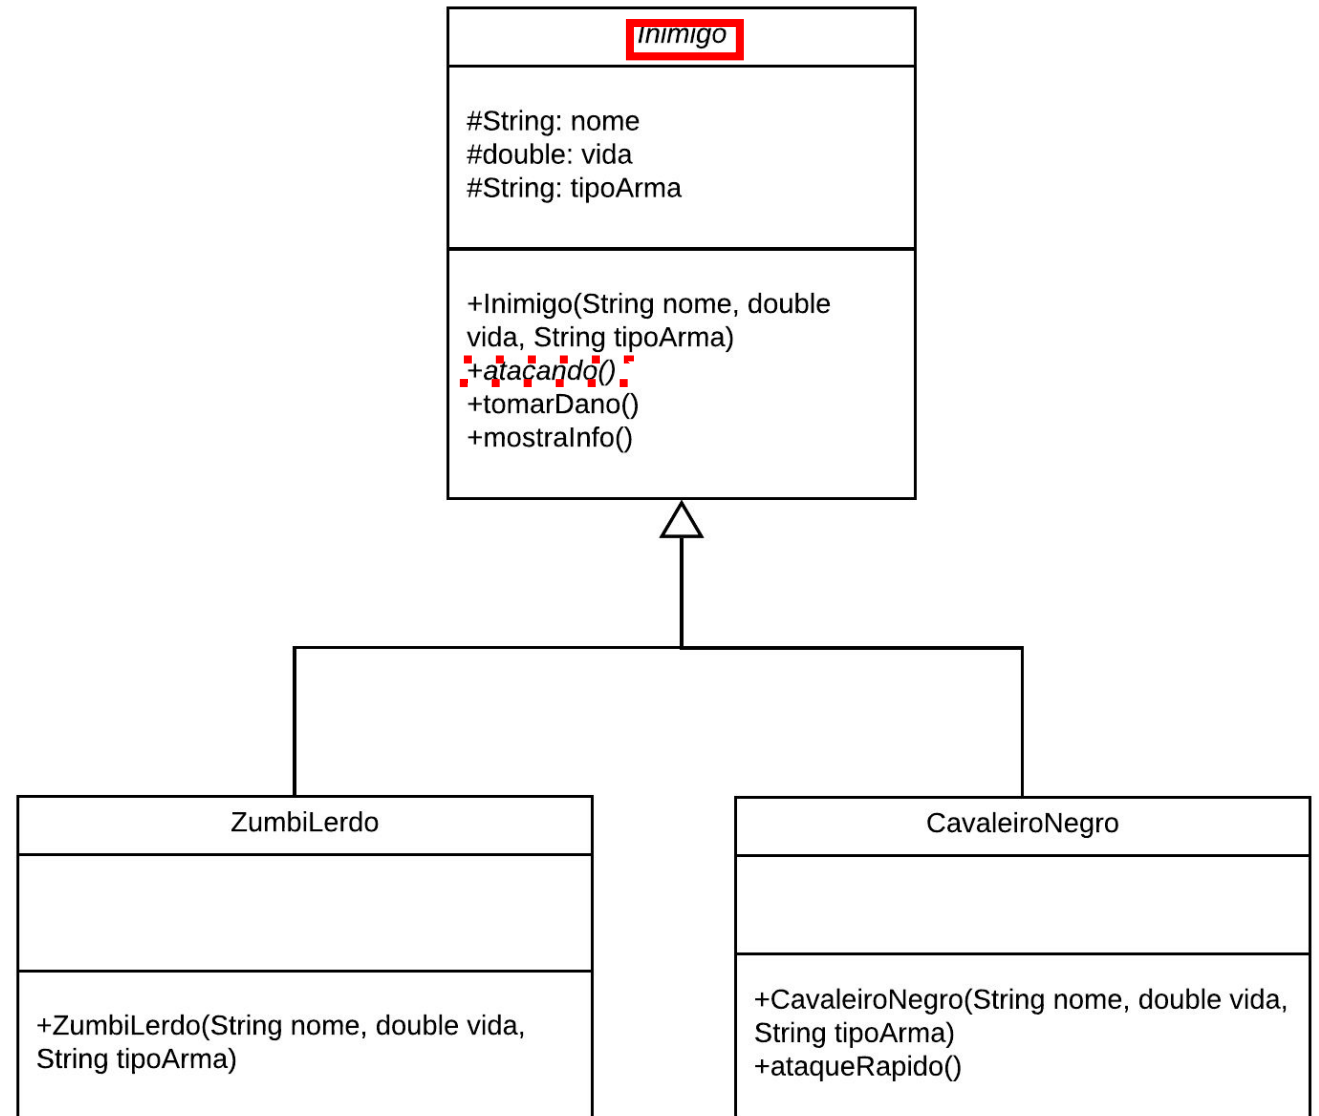 Inimigo
#String: nome
#double: vida
#String: tipoArma
+Inimigo(String nome, double
vida, String tipoArma)
+atacando()
+tomarDano()
+mostraInfo()
ZumbiLerdo
+ZumbiLerdo(String nome, double vida,
String tipoArma)
CavaleiroNegro
+CavaleiroNegro(String nome, double vida,
String tipoArma)
+ataqueRapido()